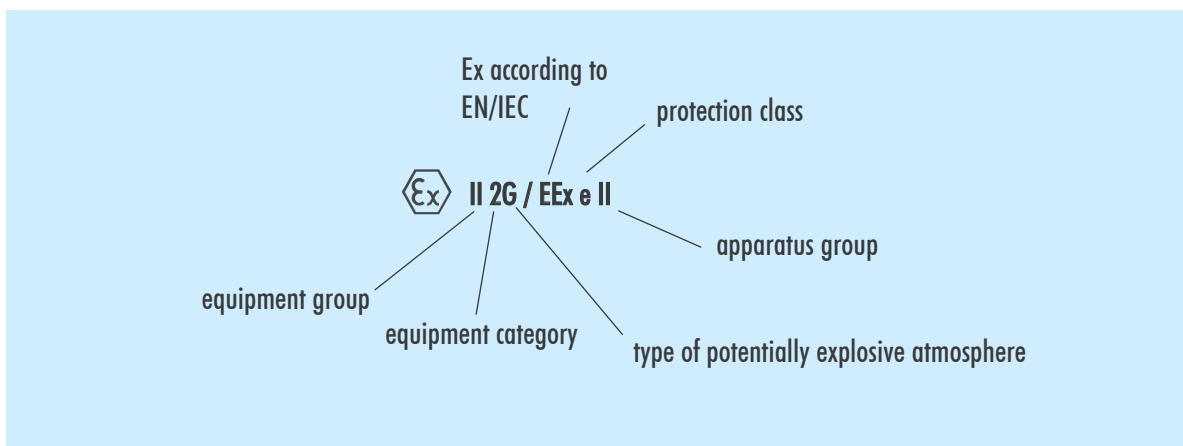 Ex according to
EN/IEC
protection class
Ex II 2G / EEx e II
apparatus group
equipment group
equipment category
type of potentially explosive atmosphere